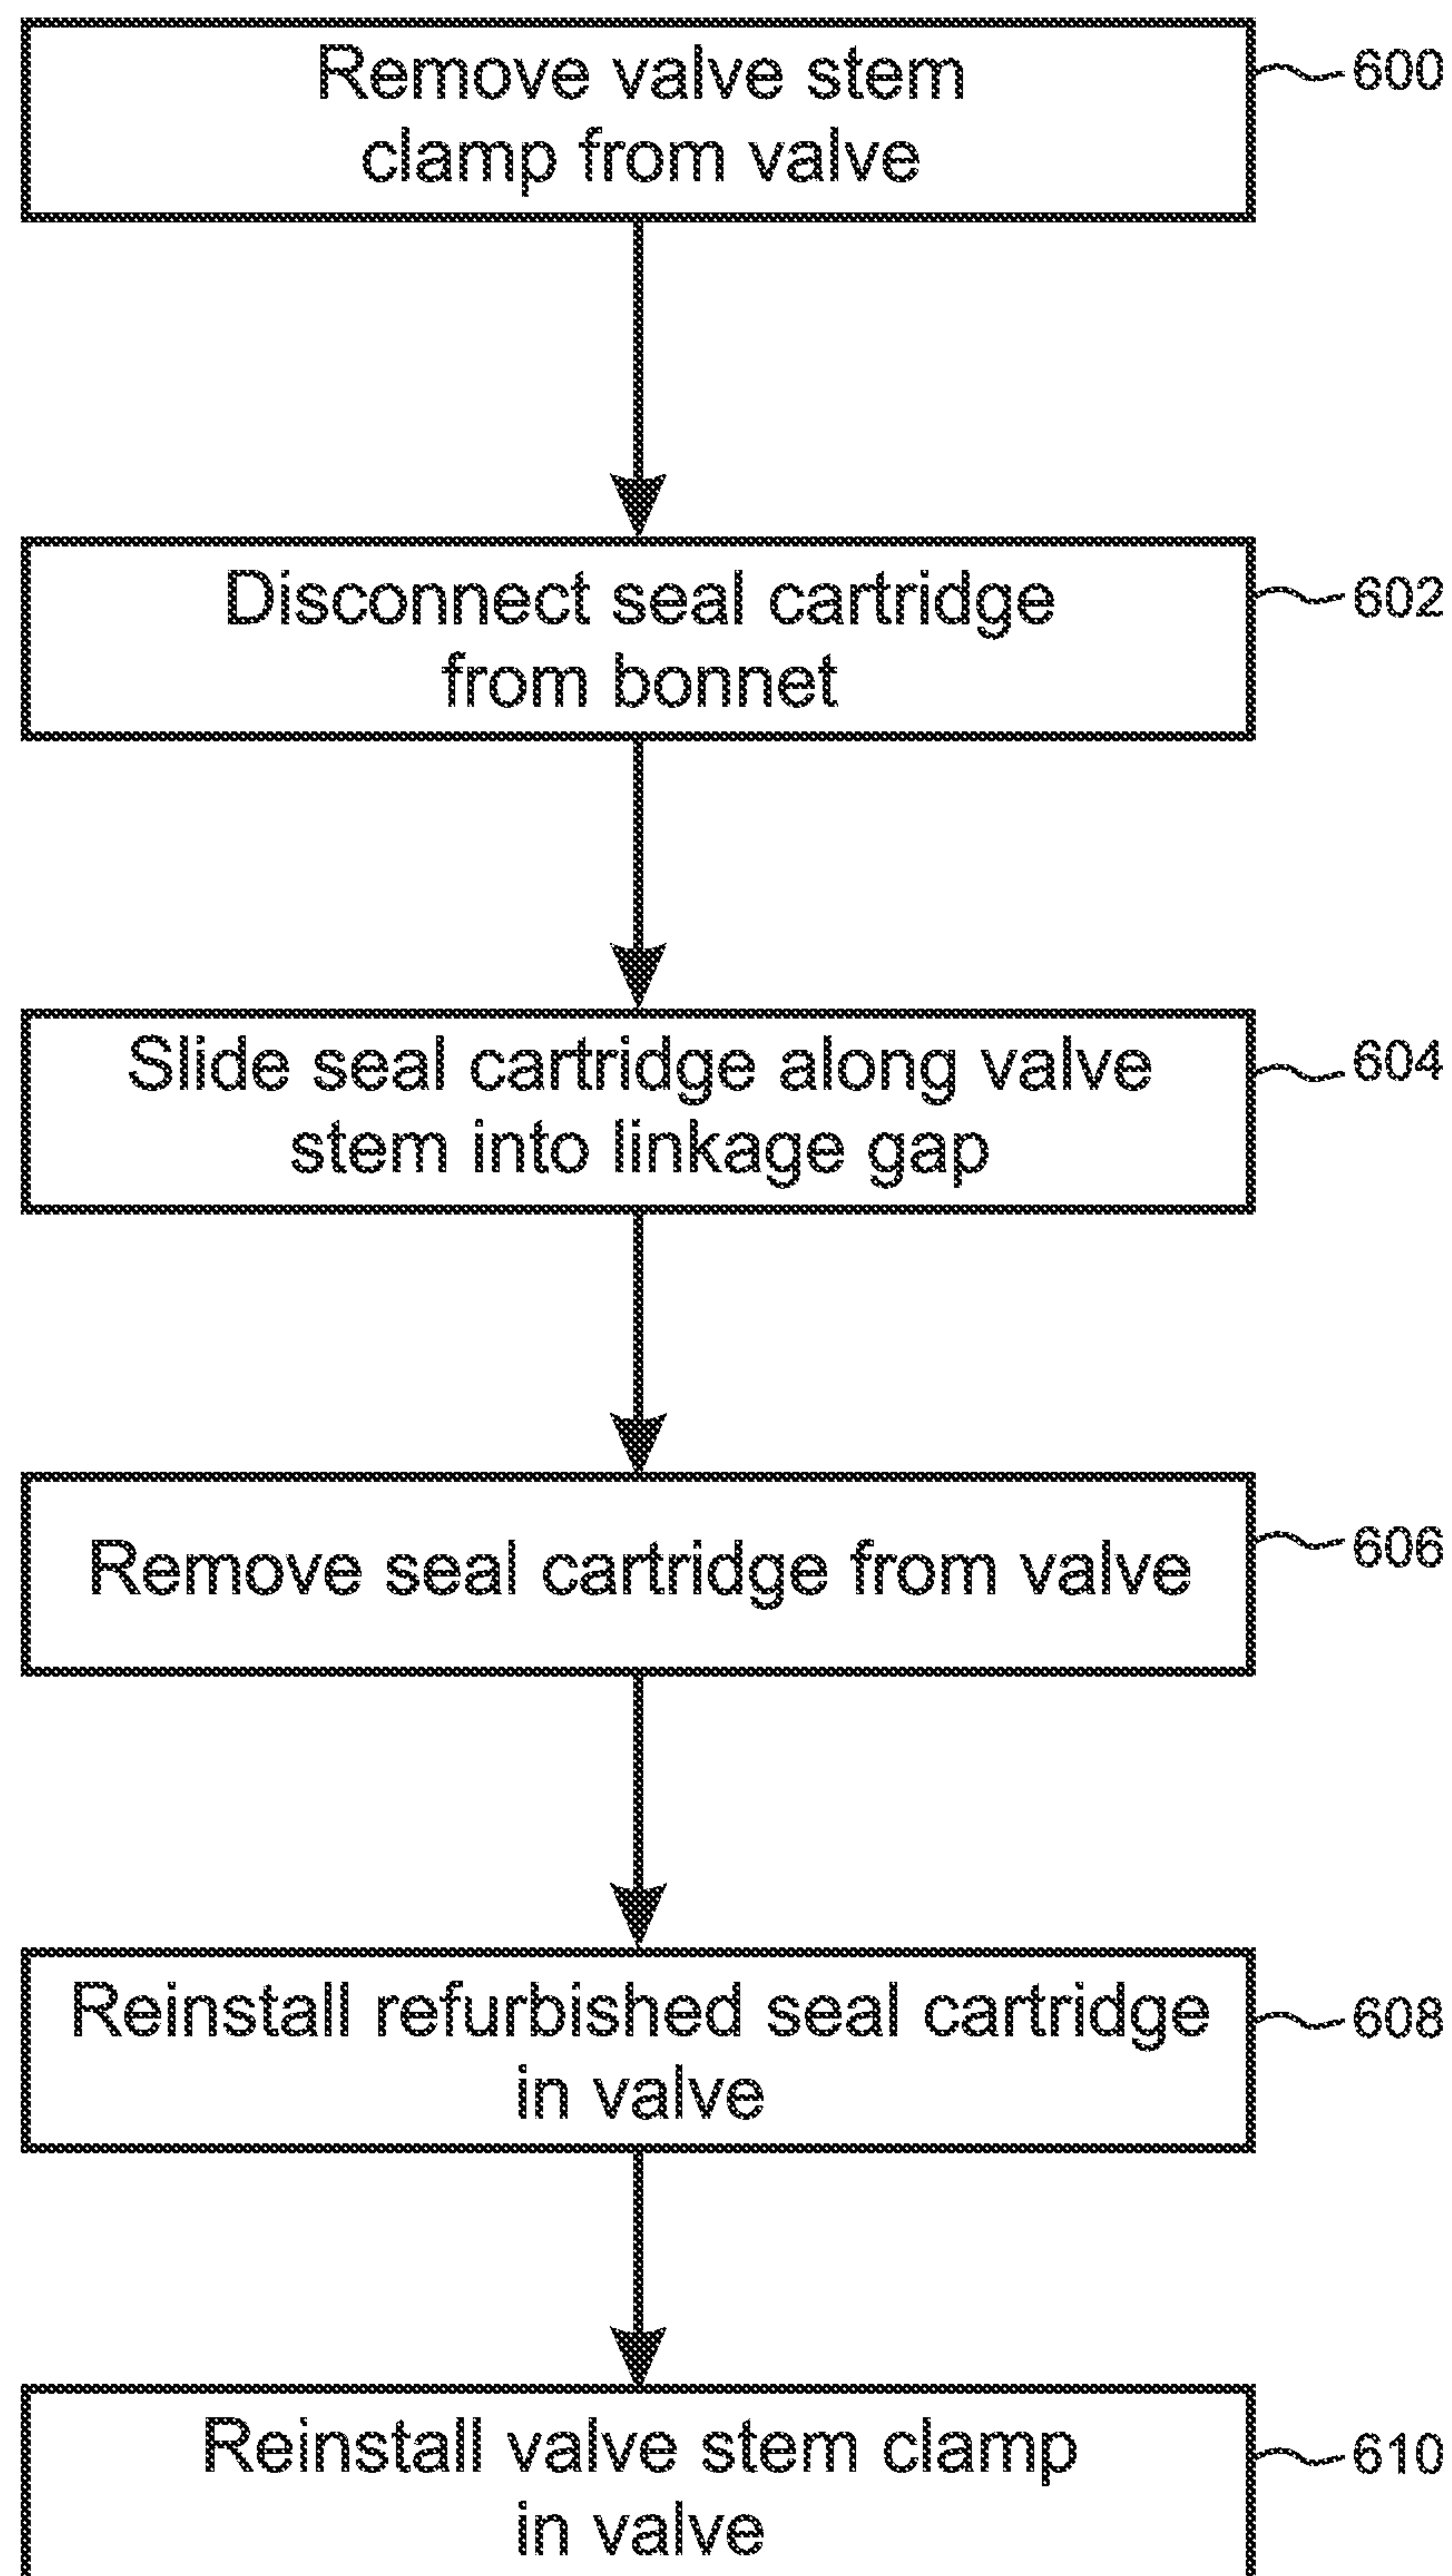 Remove valve stem
clamp from valve
600
Disconnect seal cartridge
from bonnet
602
Slide seal cartridge along valve
stem into linkage gap
604
Remove seal cartridge from valve
606
Reinstall refurbished seal cartridge
in valve
608
Reinstall valve stem clamp
in valve
610